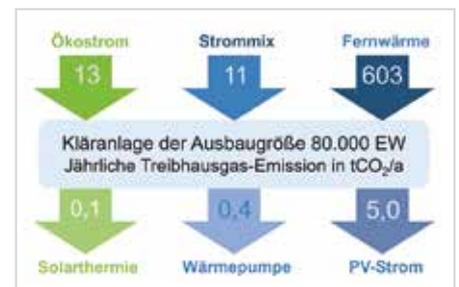 Ökostrom Strommix Fernwärme
13 11 603
Kläranlage der Ausbaugröße 80.000 EW
Jährliche Treibhausgas-Emission in tCO₂/a
0,1 0,4 5,0
Solarthermie Wärmepumpe PV-Strom